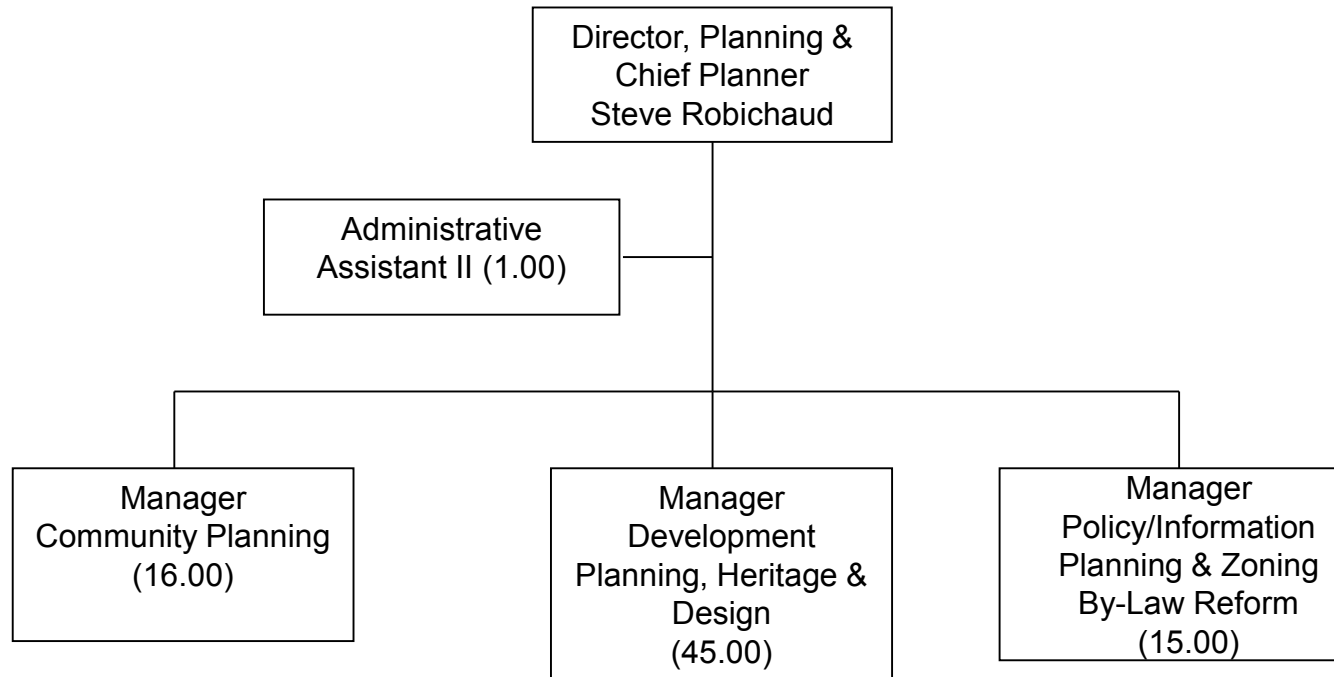 Director, Planning &
Chief Planner
Steve Robichaud
Administrative
Assistant II (1.00)
Manager
Community Planning
(16.00)
Manager
Development
Planning, Heritage &
Design
(45.00)
Manager
Policy/Information
Planning & Zoning
By-Law Reform
(15.00)